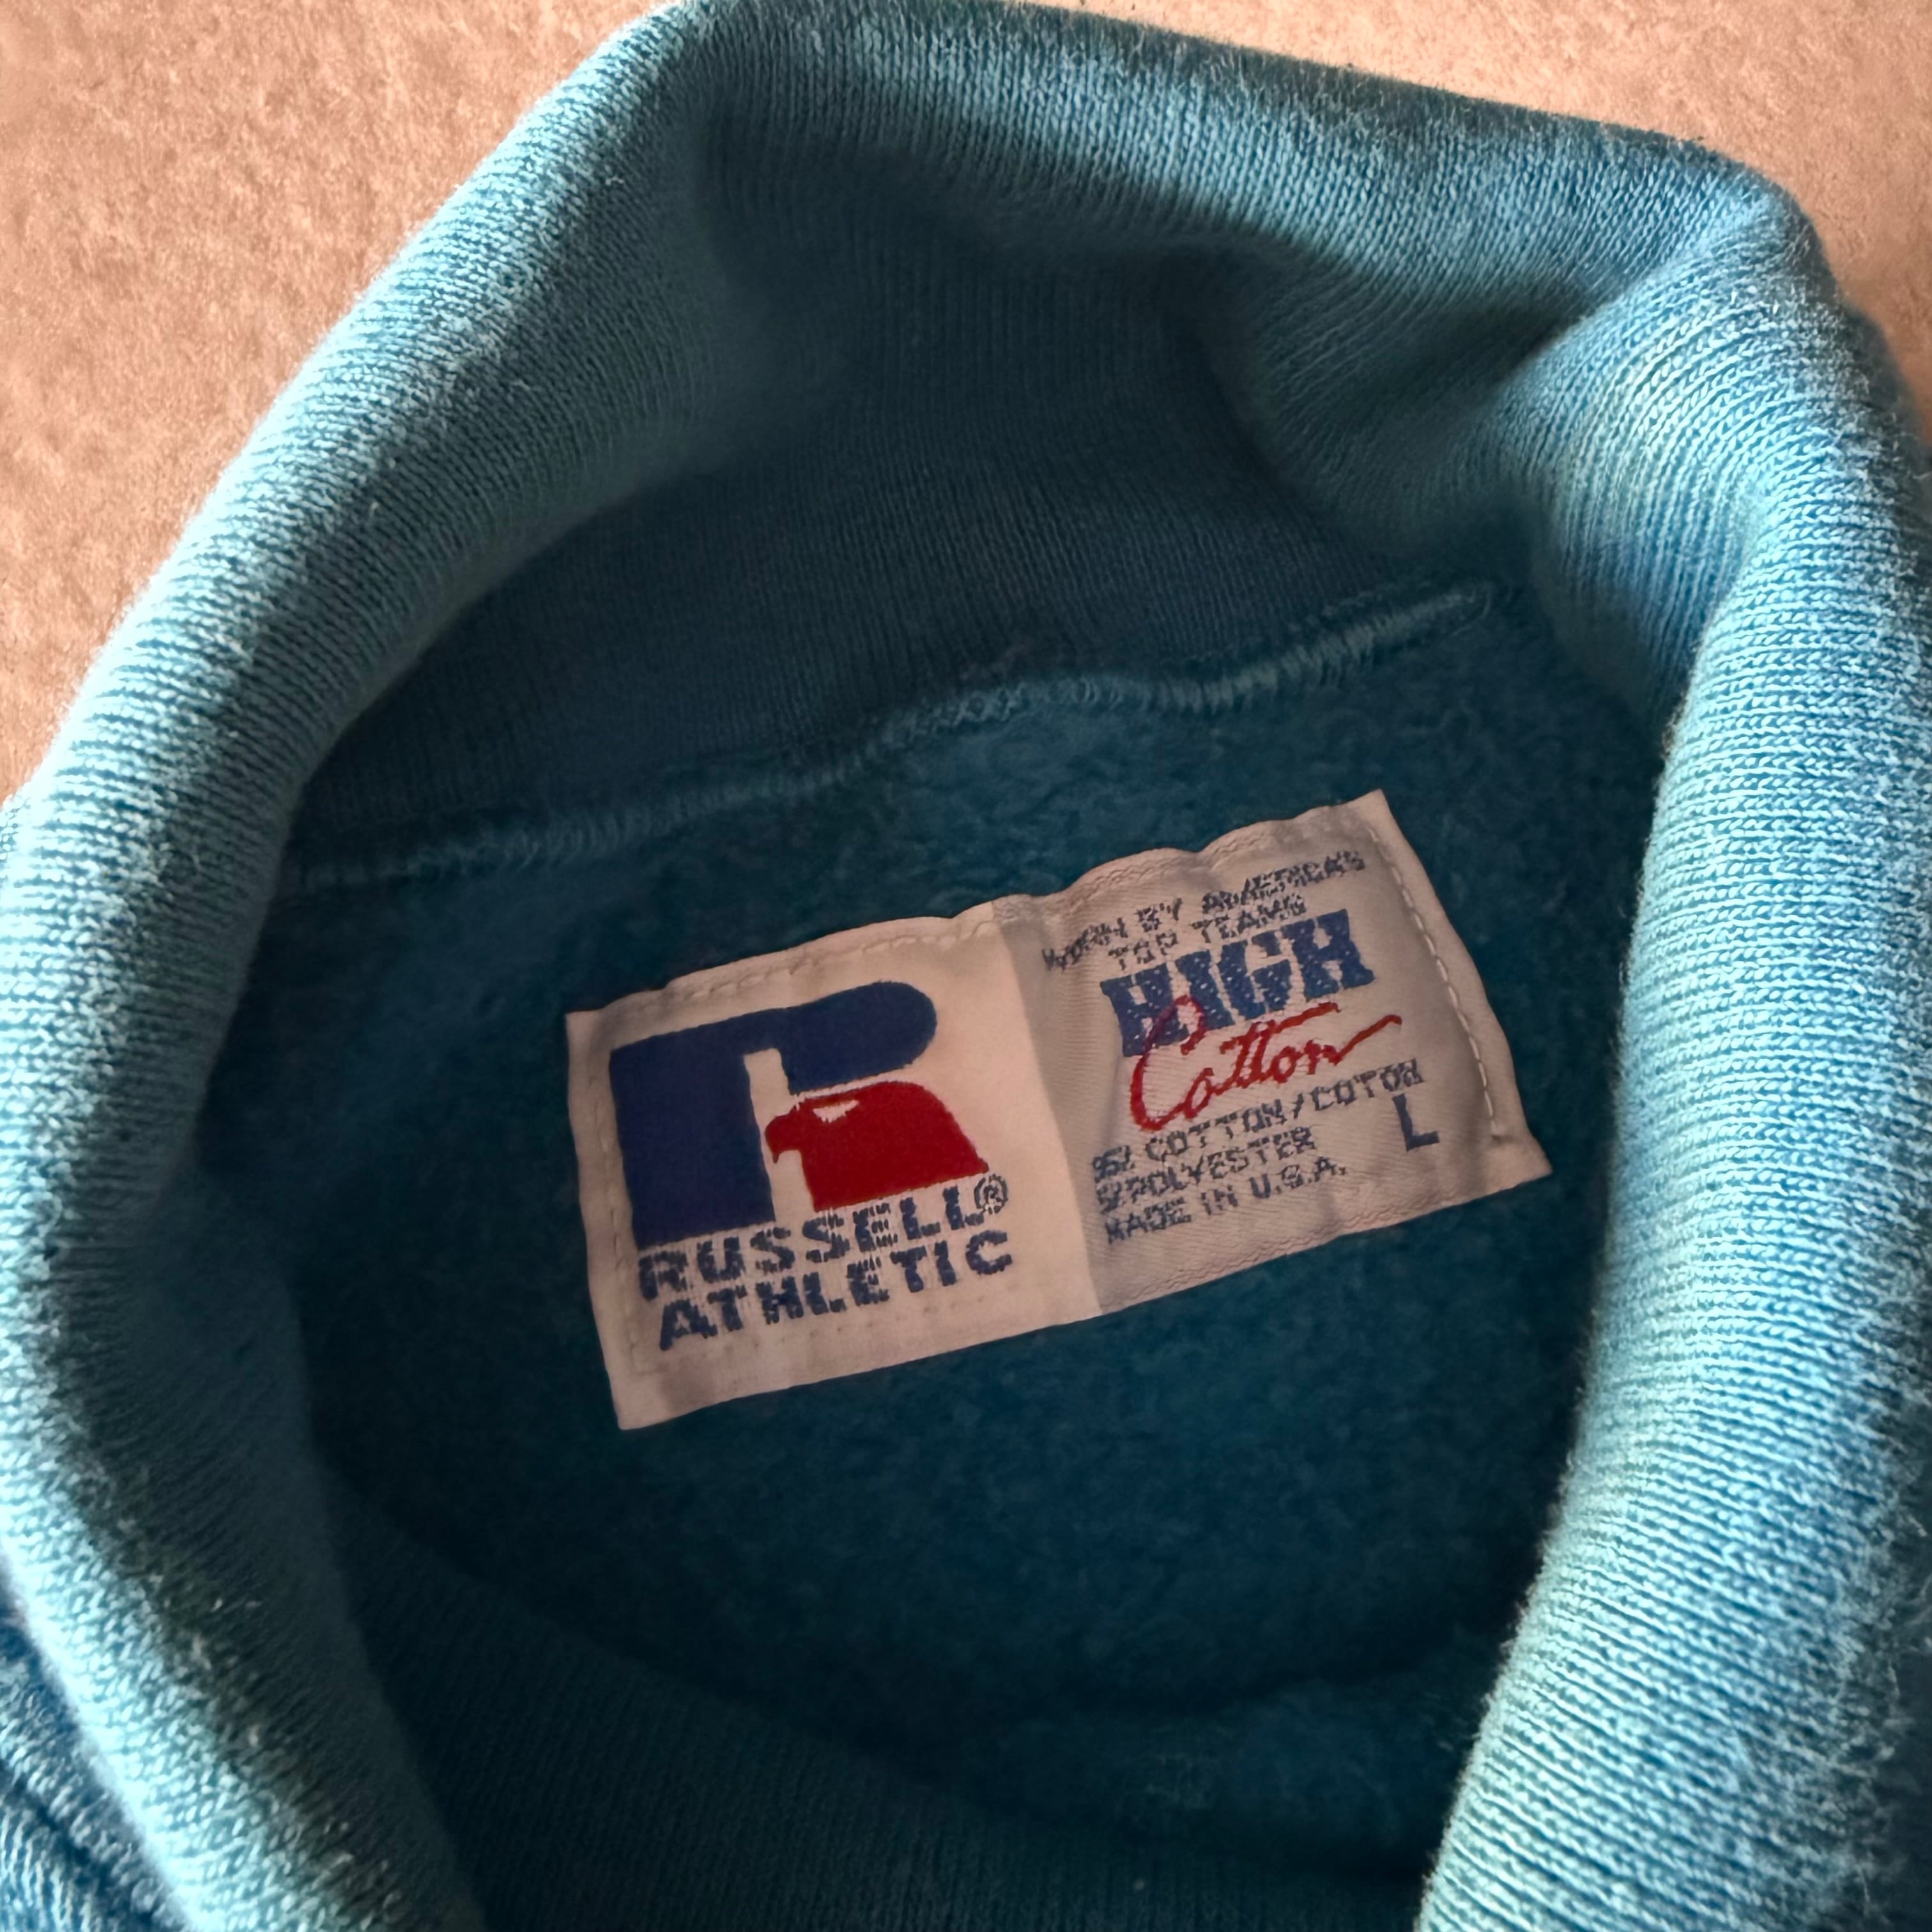 RUSSELL®
ATHLETIC
WORN BY AMERICA'S
TOP TEAMS
HIGH
Cotton
95% COTTON/COTON
5% POLYESTER
MADE IN U.S.A.
L